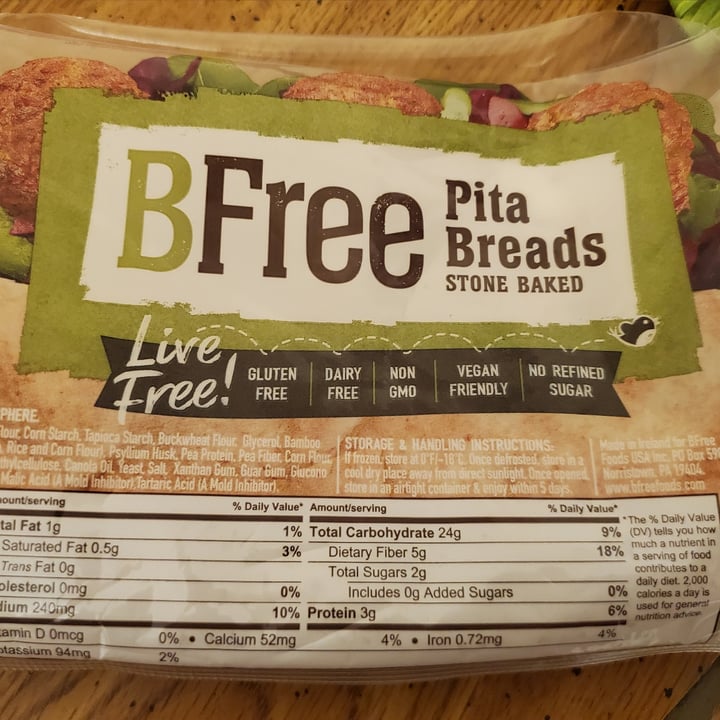 BFree
Pita
Breads
STONE BAKED
Live
Free!
GLUTEN
FREE
DAIRY
FREE
NON
GMO
VEGAN
FRIENDLY
NO REFINED
SUGAR
PHERE.
lour, Corn Starch, Tapioca Starch, Buckwheat Flour, Glycerol, Bamboo
Rice and Corn Flour), Psyllium Husk, Pea Protein, Pea Fiber, Corn Flour,
thylcellulose, Canola Oil, Yeast, Salt, Xanthan Gum, Guar Gum, Glucono
Malic Acid (A Mold Inhibitor), Tartaric Acid (A Mold Inhibitor).
STORAGE & HANDLING INSTRUCTIONS:
If frozen, store at 0°F/-18°C. Once defrosted, store in a
cool dry place away from direct sunlight. Once opened,
store in an airtight container & enjoy within 5 days.
Made in Ireland for BFree
Foods USA Inc. PO Box 590
Norristown, PA 19404.
www.bfreefoods.com
ount/serving % Daily Value*
tal Fat 1g 1%
Saturated Fat 0.5g 3%
Trans Fat 0g
olesterol 0mg 0%
dium 240mg 10%
Amount/serving % Daily Value*
Total Carbohydrate 24g 9%
Dietary Fiber 5g 18%
Total Sugars 2g
Includes 0g Added Sugars 0%
Protein 3g 6%
tamin D 0mcg 0% • Calcium 52mg 4% • Iron 0.72mg 4%
otassium 94mg 2%
*The % Daily Value
(DV) tells you how
much a nutrient in
a serving of food
contributes to a
daily diet. 2,000
calories a day is
used for general
nutrition advice.